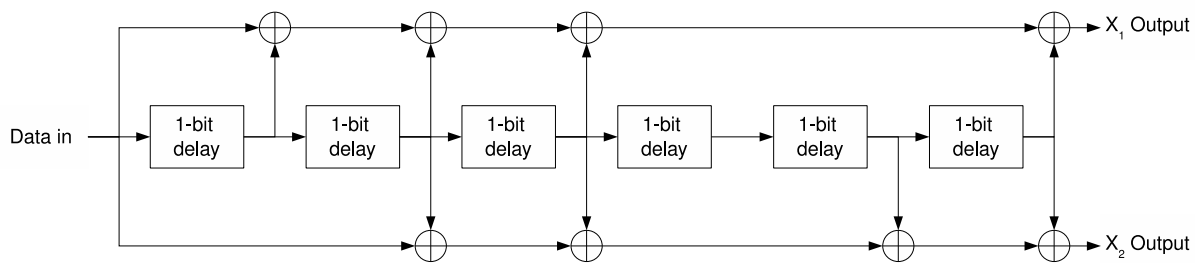 X₁ Output
Data in
1-bit
delay
1-bit
delay
1-bit
delay
1-bit
delay
1-bit
delay
1-bit
delay
X₂ Output